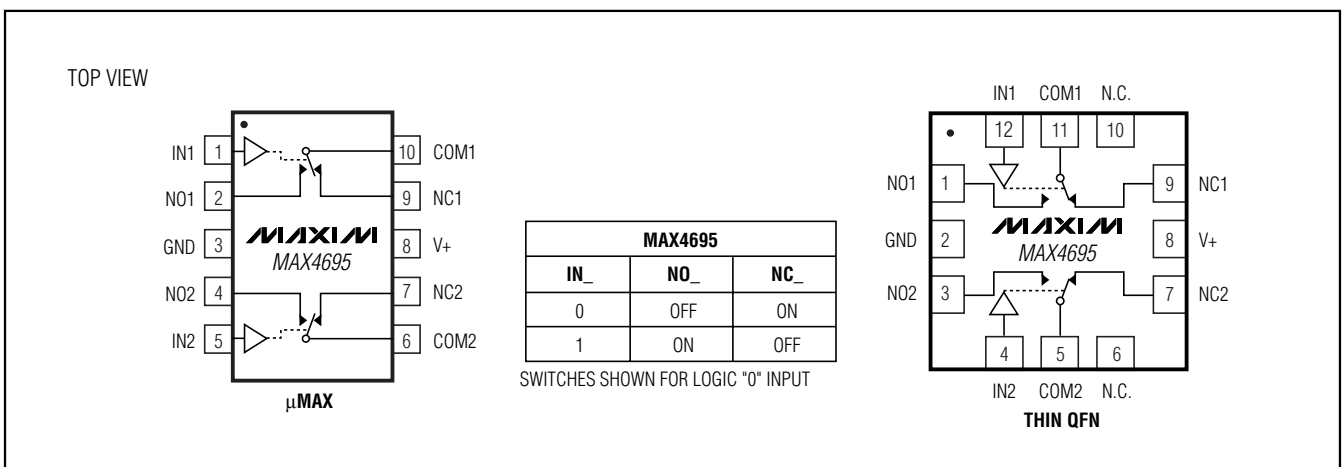 TOP VIEW
IN1 1 10 COM1
NO1 2 9 NC1
GND 3 MAXIM 8 V+
MAX4695
NO2 4 7 NC2
IN2 5 6 COM2
µMAX
MAX4695
IN_ NO_ NC_
0 OFF ON
1 ON OFF
SWITCHES SHOWN FOR LOGIC "0" INPUT
IN1 COM1 N.C.
12 11 10
NO1 1 9 NC1
GND 2 MAXIM 8 V+
MAX4695
NO2 3 7 NC2
4 5 6
IN2 COM2 N.C.
THIN QFN